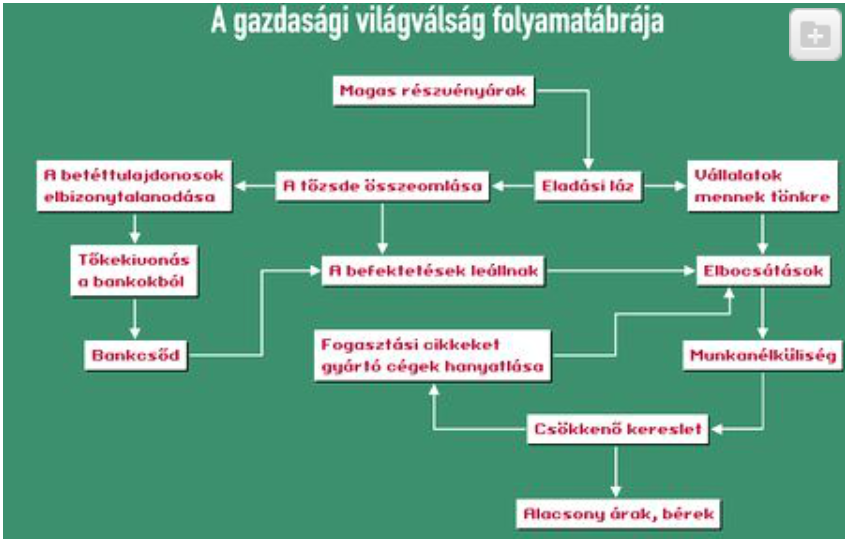 A gazdasági világválság folyamatábrája
Magas részvényárak
A betéttulajdonosok
elbizonytalanodása
A tőzsde összeomlása
Eladási láz
Vállalatok
mennek tönkre
Tőkekivonás
a bankokból
A befektetések leállnak
Elbocsátások
Bankcsőd
Fogasztási cikkeket
gyártó cégek hanyatlása
Munkanélküliség
Csökkenő kereslet
Alacsony árak, bérek